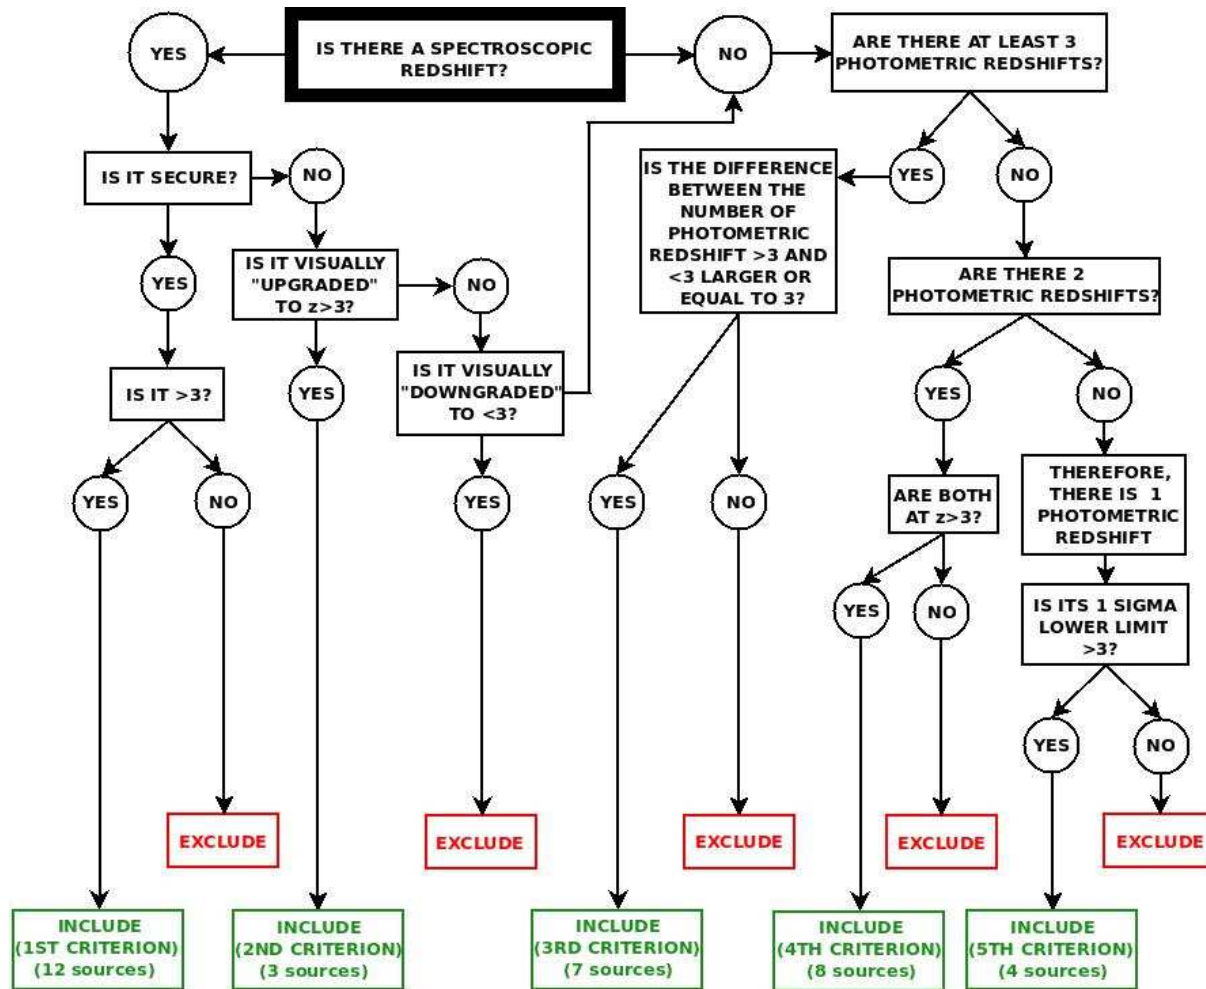 YES
IS THERE A SPECTROSCOPIC
REDSHIFT?
NO
ARE THERE AT LEAST 3
PHOTOMETRIC REDSHIFTS?
IS IT SECURE?
NO
IS THE DIFFERENCE
BETWEEN THE
NUMBER OF
PHOTOMETRIC
REDSHIFT >3 AND
<3 LARGER OR
EQUAL TO 3?
YES
NO
YES
IS IT VISUALLY
"UPGRADED"
TO z>3?
NO
ARE THERE 2
PHOTOMETRIC REDSHIFTS?
IS IT >3?
YES
IS IT VISUALLY
"DOWNGRADED"
TO <3?
YES
NO
YES
NO
YES
YES
NO
ARE BOTH
AT z>3?
THEREFORE,
THERE IS 1
PHOTOMETRIC
REDSHIFT
YES
NO
IS ITS 1 SIGMA
LOWER LIMIT
>3?
YES
NO
EXCLUDE
EXCLUDE
EXCLUDE
EXCLUDE
EXCLUDE
INCLUDE
(1ST CRITERION)
(12 sources)
INCLUDE
(2ND CRITERION)
(3 sources)
INCLUDE
(3RD CRITERION)
(7 sources)
INCLUDE
(4TH CRITERION)
(8 sources)
INCLUDE
(5TH CRITERION)
(4 sources)